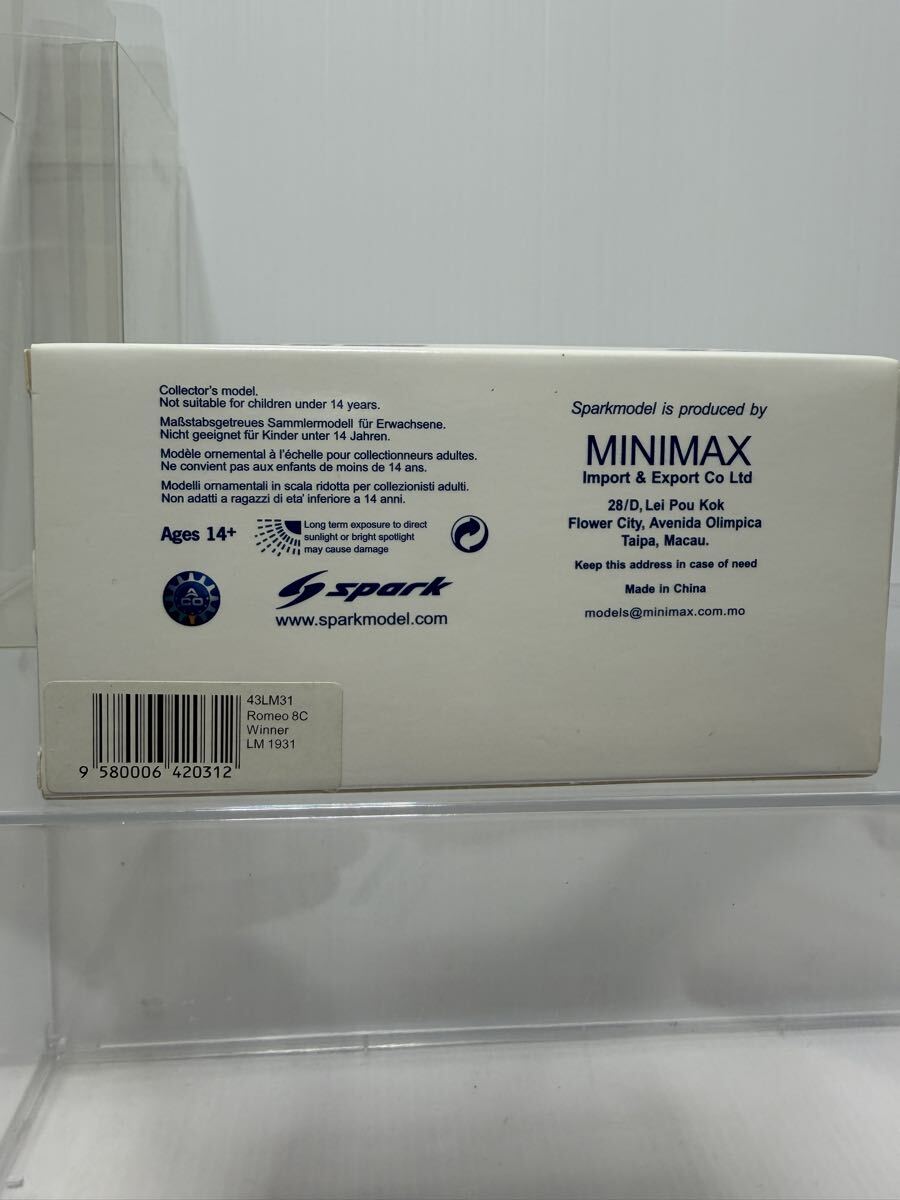 Collector's model.
Not suitable for children under 14 years.
Maßstabsgetreues Sammlermodell für Erwachsene.
Nicht geeignet für Kinder unter 14 Jahren.
Modèle ornemental à l'échelle pour collectionneurs adultes.
Ne convient pas aux enfants de moins de 14 ans.
Modelli ornamentali in scala ridotta per collezionisti adulti.
Non adatti a ragazzi di eta' inferiore a 14 anni.
Ages 14+
Long term exposure to direct
sunlight or bright spotlight
may cause damage
ACO
spark
www.sparkmodel.com
Sparkmodel is produced by
MINIMAX
Import & Export Co Ltd
28/D, Lei Pou Kok
Flower City, Avenida Olimpica
Taipa, Macau.
Keep this address in case of need
Made in China
models@minimax.com.mo
43LM31
Romeo 8C
Winner
LM 1931
9 580006 420312